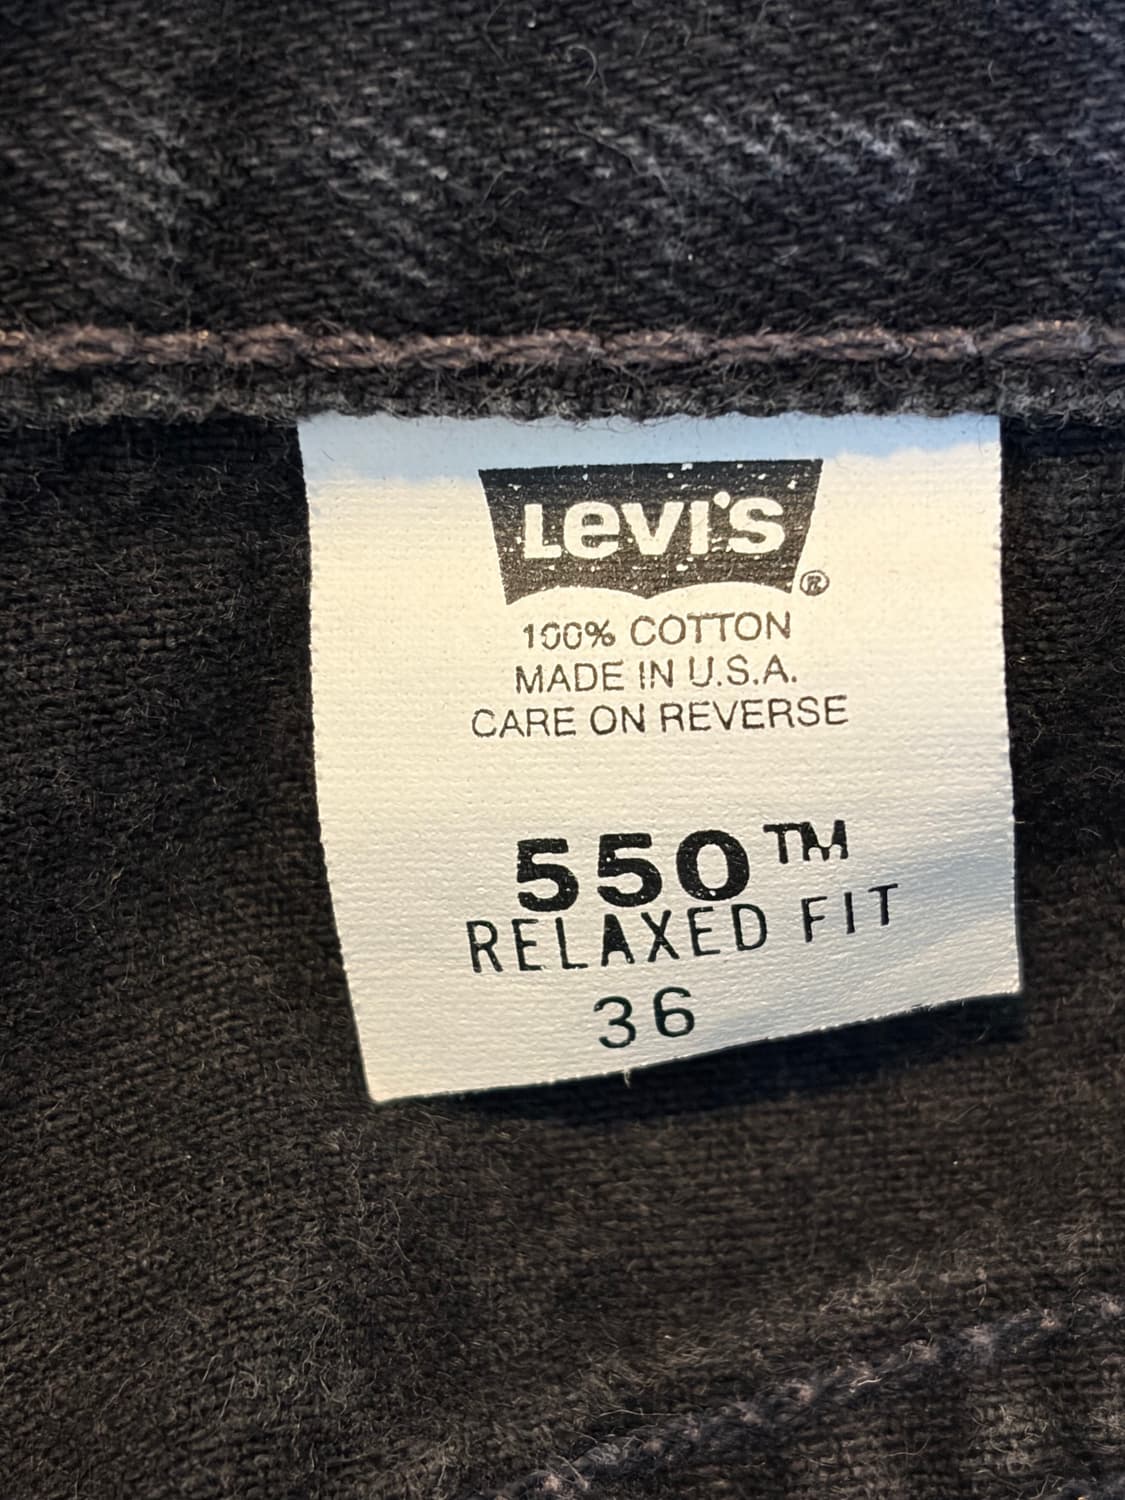 LEVI'S ®
100% COTTON
MADE IN U.S.A.
CARE ON REVERSE
550™
RELAXED FIT
36